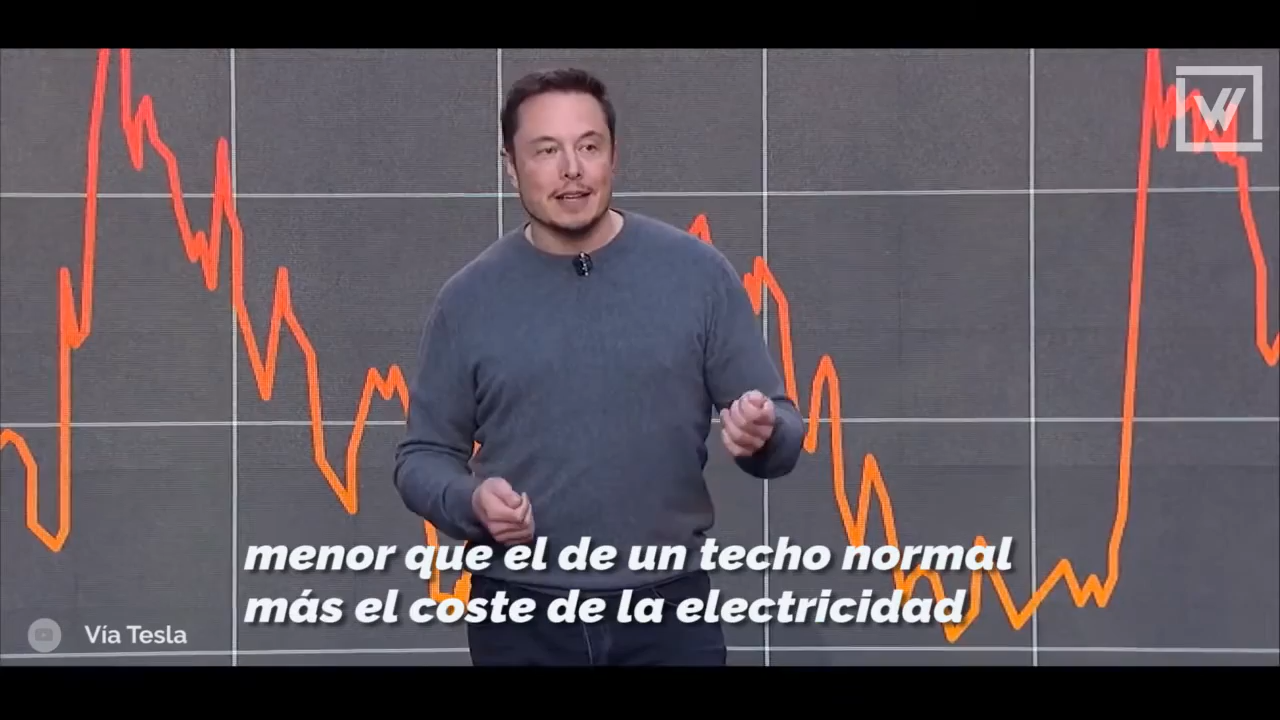 W
menor que el de un techo normal
más el coste de la electricidad
Vía Tesla